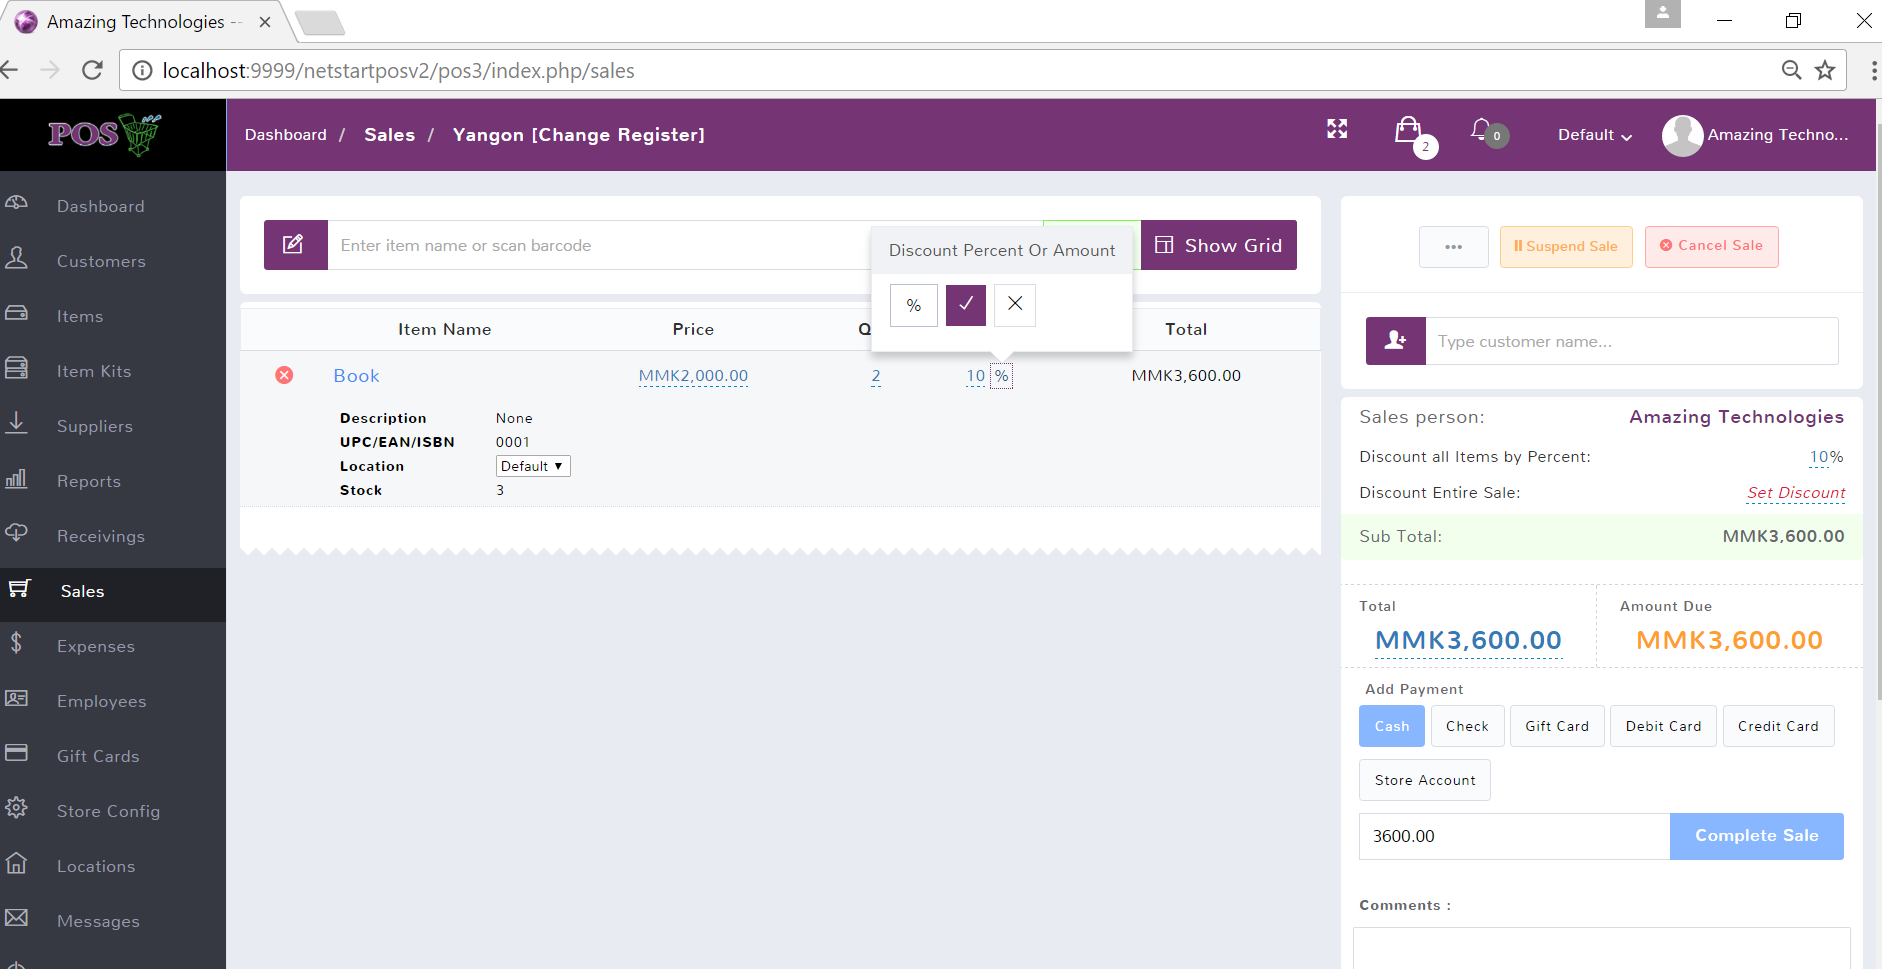 Amazing Technologies --
localhost:9999/netstartposv2/pos3/index.php/sales
POS
Dashboard / Sales / Yangon [Change Register]
2
0
Default
Amazing Techno...
Dashboard
Customers
Items
Item Kits
Suppliers
Reports
Receivings
Sales
Expenses
Employees
Gift Cards
Store Config
Locations
Messages
Enter item name or scan barcode
Show Grid
Discount Percent Or Amount
%
Item Name Price Q Total
Book MMK2,000.00 2 10 % MMK3,600.00
Description None
UPC/EAN/ISBN 0001
Location Default
Stock 3
Suspend Sale
Cancel Sale
Type customer name...
Sales person: Amazing Technologies
Discount all Items by Percent: 10%
Discount Entire Sale: Set Discount
Sub Total: MMK3,600.00
Total Amount Due
MMK3,600.00 MMK3,600.00
Add Payment
Cash Check Gift Card Debit Card Credit Card
Store Account
3600.00 Complete Sale
Comments :